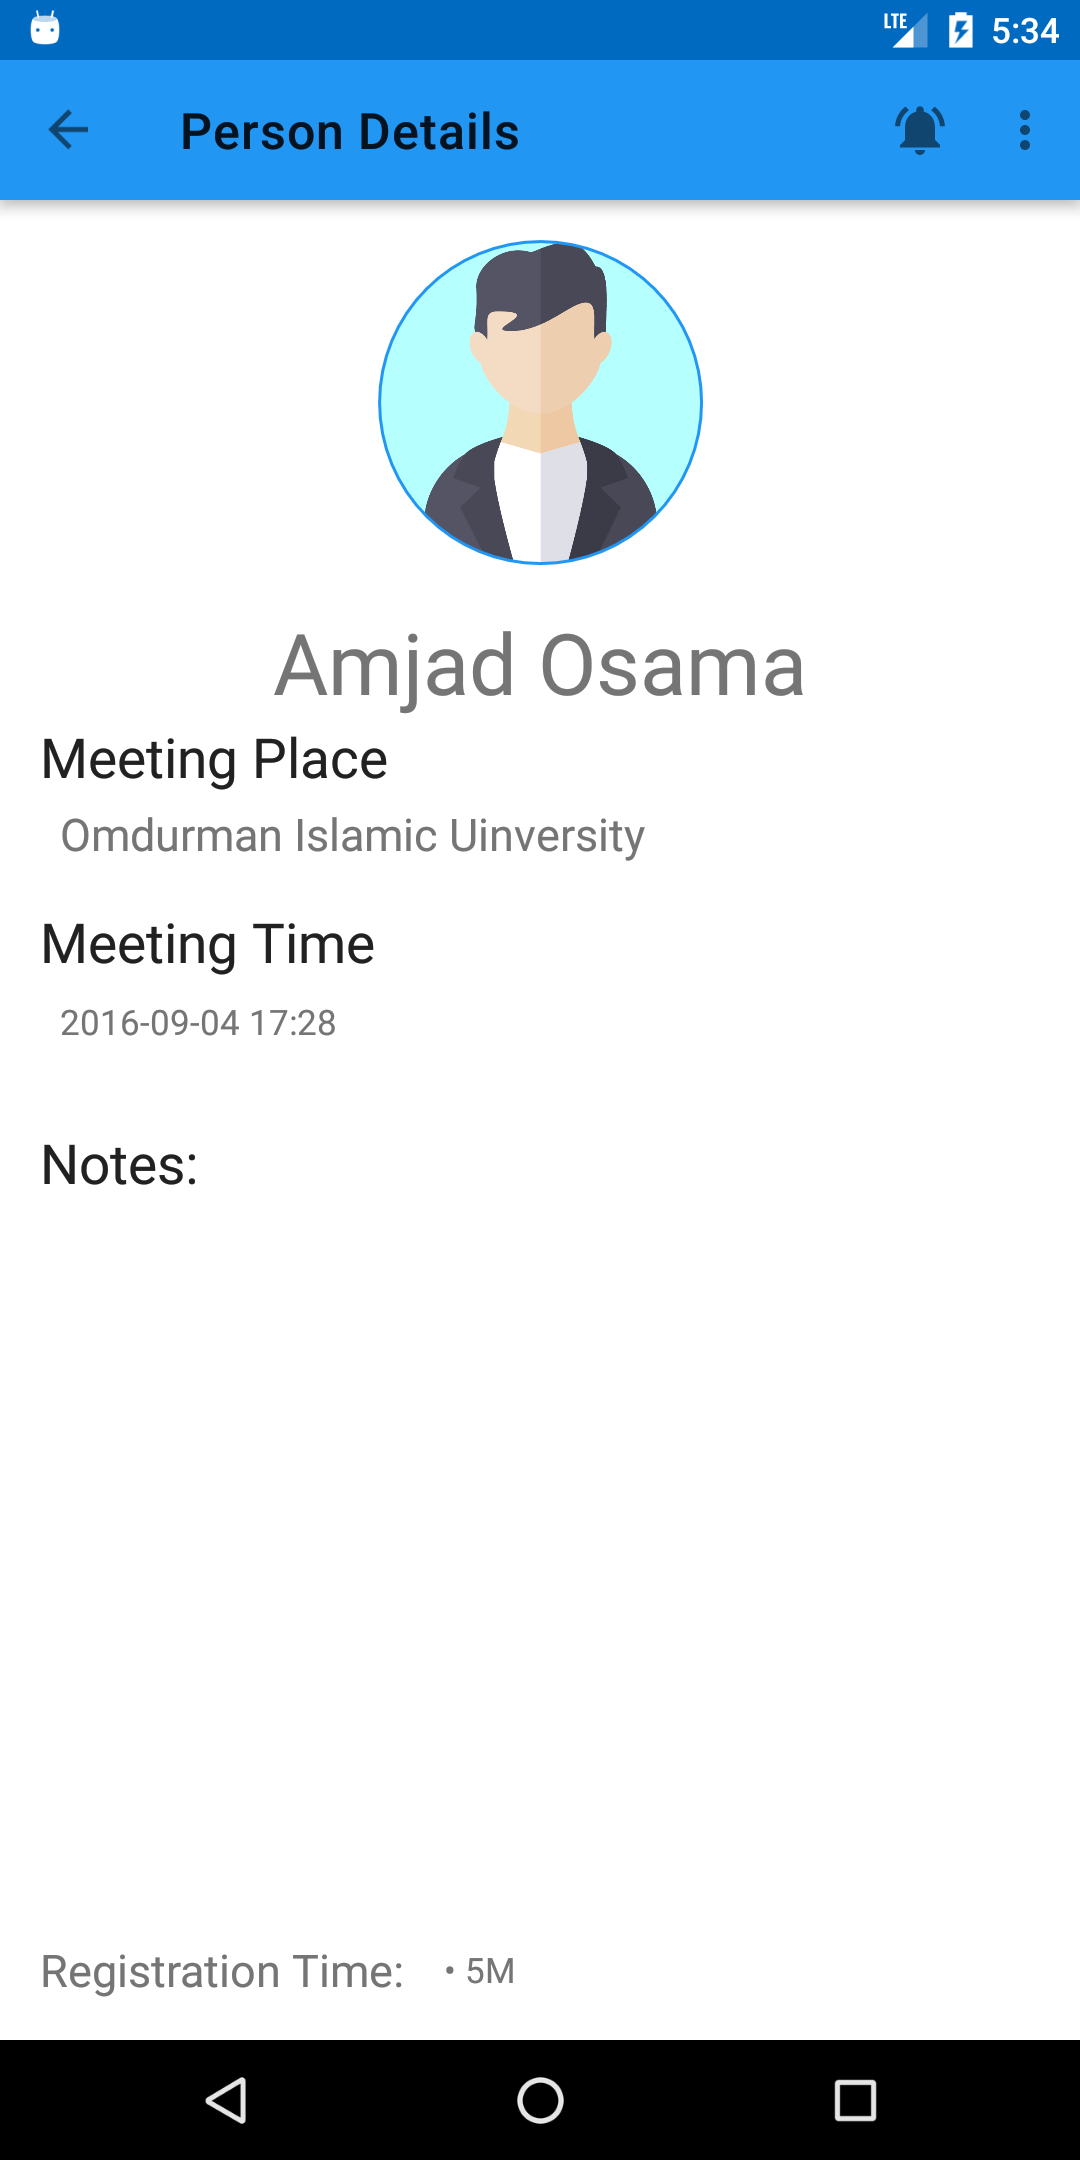 LTE 5:34
Person Details
Amjad Osama
Meeting Place
Omdurman Islamic Uinversity
Meeting Time
2016-09-04 17:28
Notes:
Registration Time: • 5M